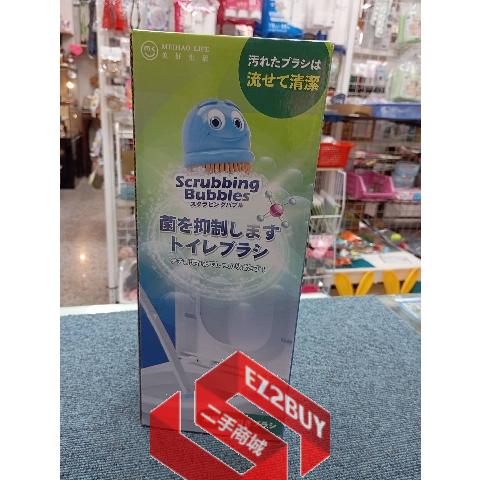 MEIHAO LIFE
美好生活
汚れたブラシは
流せて清潔
Scrubbing
Bubbles
スクラビングバブル
菌を抑制します
トイレブラシ
ラシ
EZ2BUY
二手商城